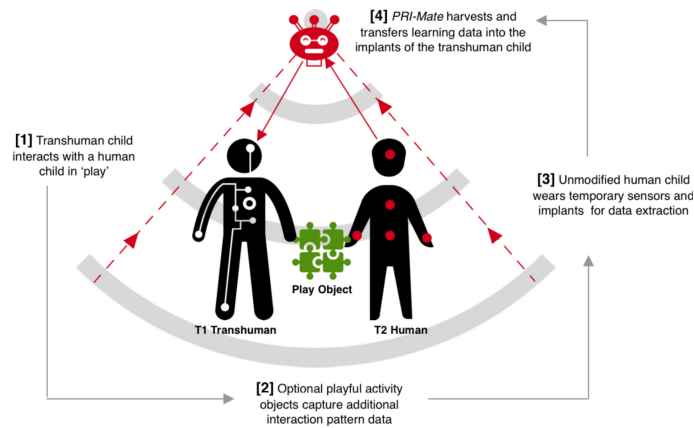 [4] PRI-Mate harvests and
transfers learning data into the
implants of the transhuman child
[1] Transhuman child
interacts with a human
child in ‘play’
[3] Unmodified human child
wears temporary sensors and
implants for data extraction
Play Object
T1 Transhuman
T2 Human
[2] Optional playful activity
objects capture additional
interaction pattern data